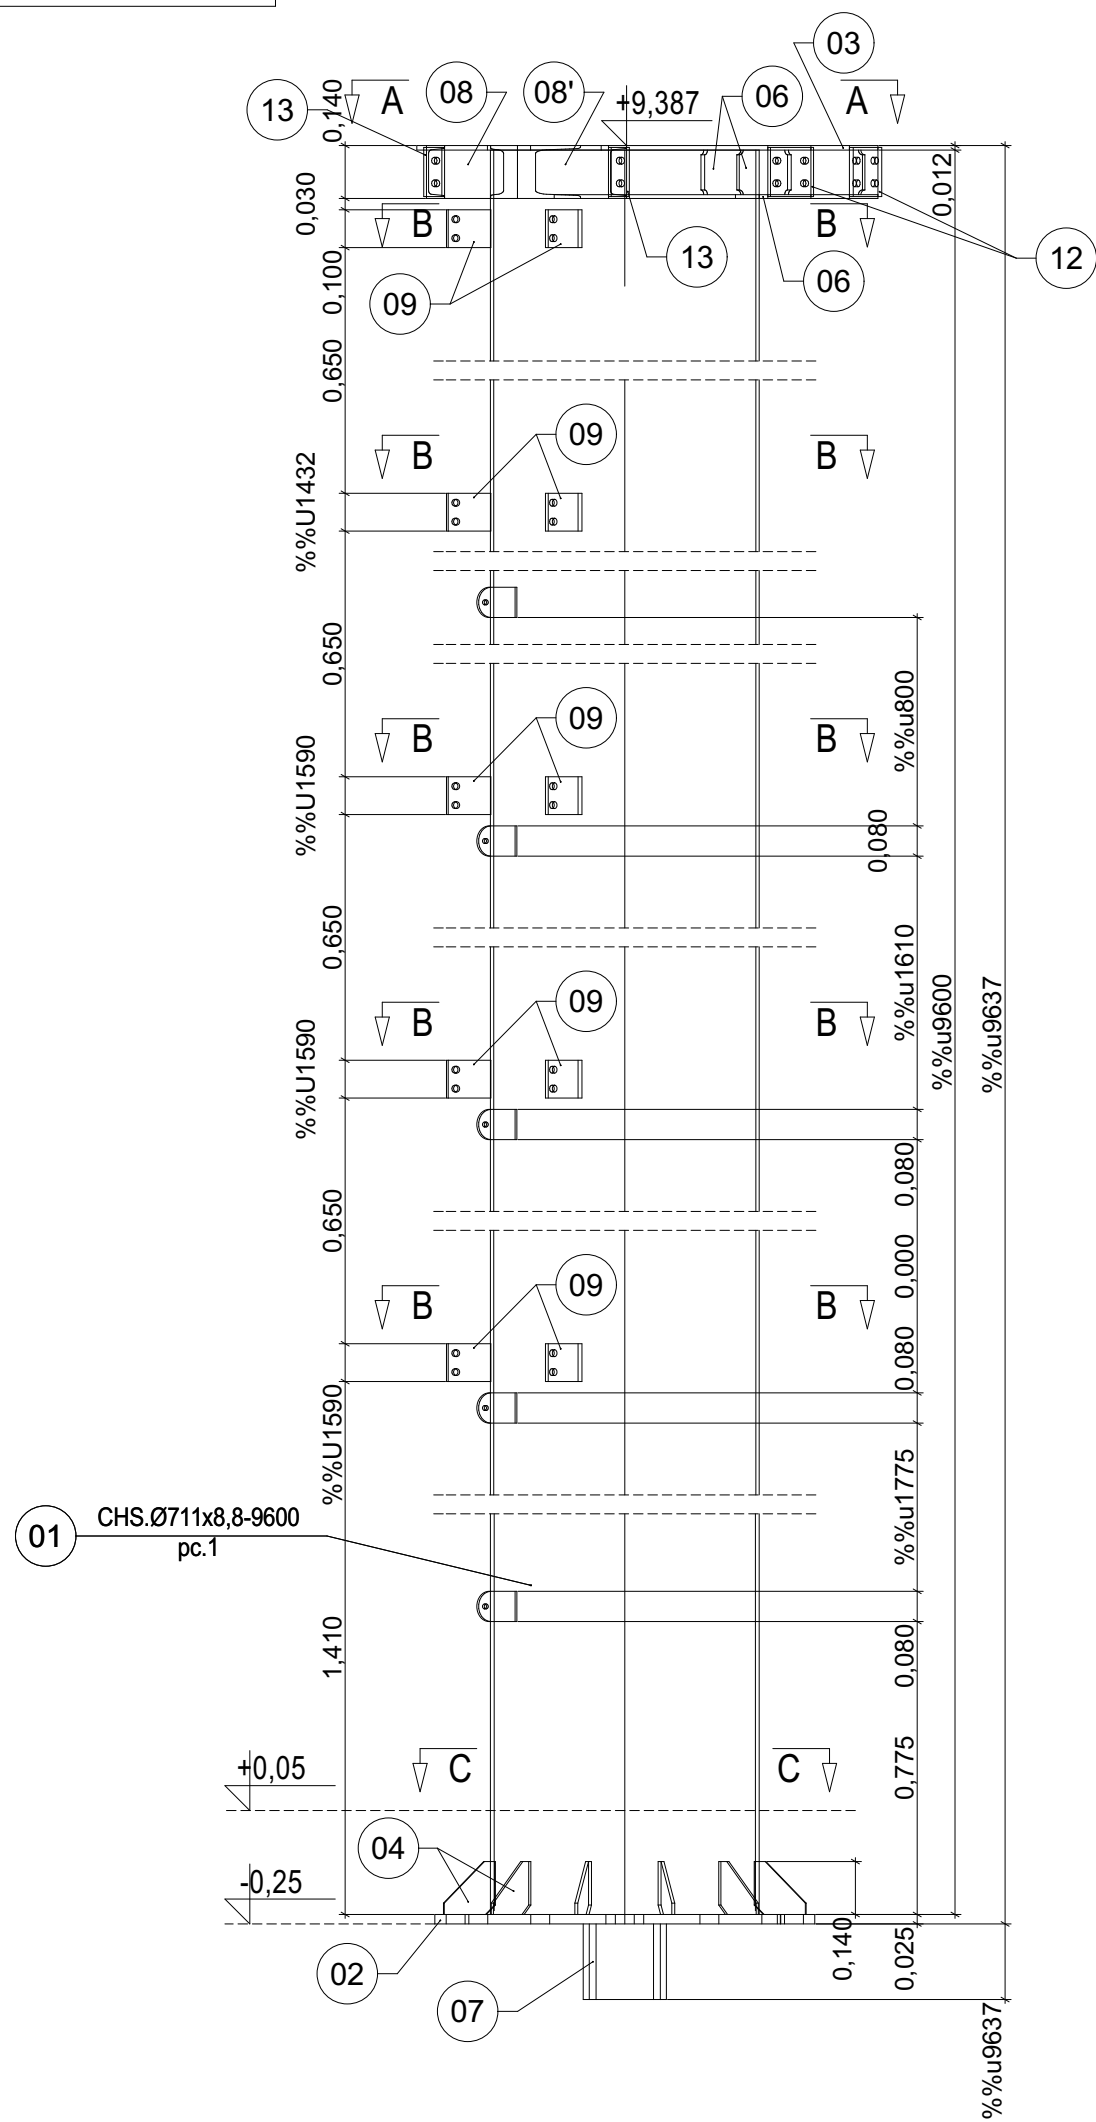 03
0,140
A
08
08'
06
A
13
+9,387
0,012
0,030
B
B
13
12
09
06
0,100
0,650
09
B
B
%%U1432
0,650
%%u800
09
B
B
%%U1590
0,080
0,650
%%u1610
%%u9600
%%u9637
09
B
B
%%U1590
0,080
0,650
0,000
09
B
B
0,080
%%U1590
%%u1775
CHS.Ø711x8,8-9600
01
pc.1
1,410
0,080
+0,05
C
C
0,775
04
-0,25
0,140
0,025
02
07
%%u9637